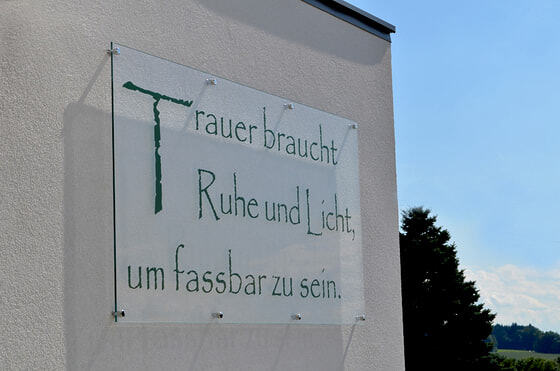 Trauer braucht
Ruhe und Licht,
um fassbar zu sein.